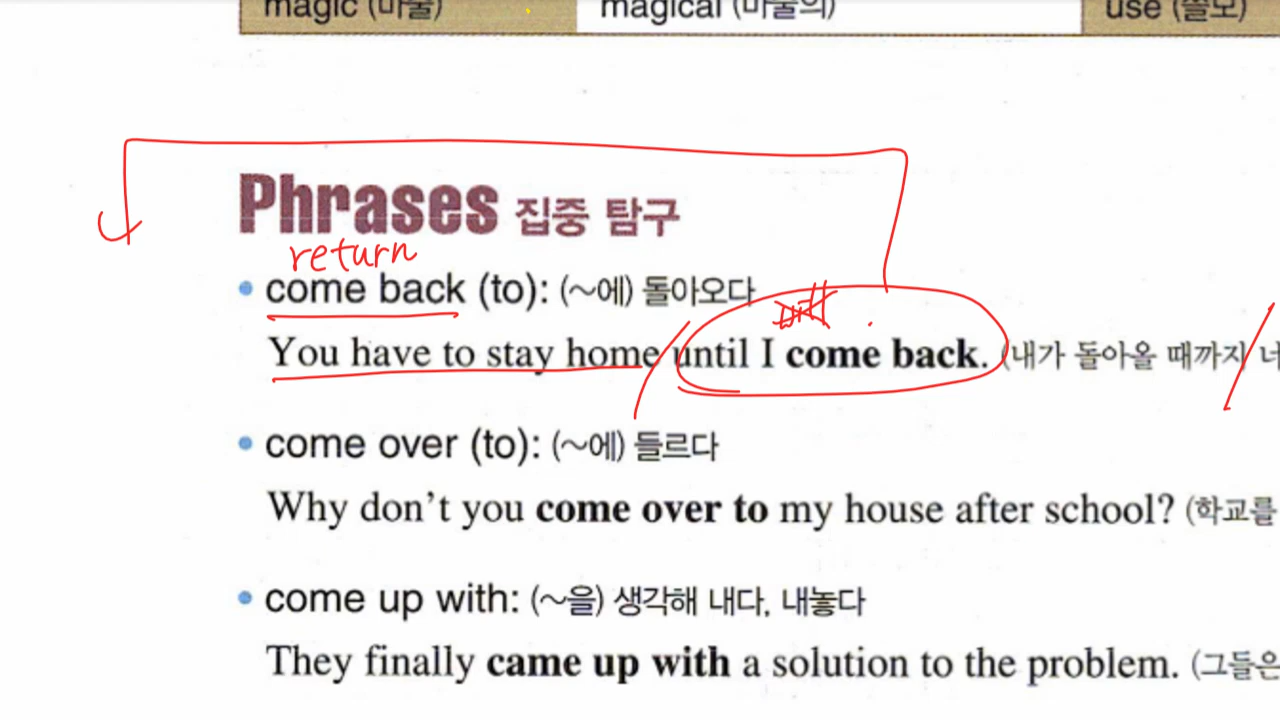 magic (마술) magical (마술의) use (쓸모)
Phrases 집중 탐구
return
come back (to): (～에) 돌아오다
You have to stay home until I come back. (내가 돌아올 때까지 너
come over (to): (～에) 들르다
Why don't you come over to my house after school? (학교를
come up with: (～을) 생각해 내다, 내놓다
They finally came up with a solution to the problem. (그들은